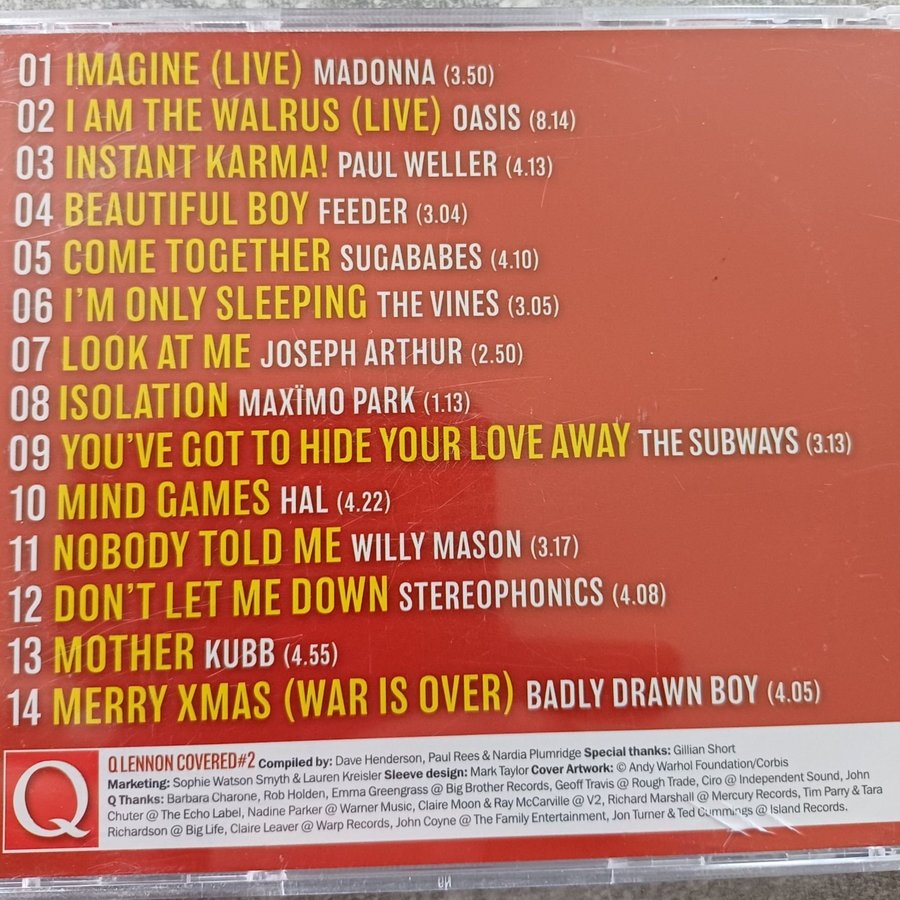 01 IMAGINE (LIVE) MADONNA (3.50)
02 I AM THE WALRUS (LIVE) OASIS (8.14)
03 INSTANT KARMA! PAUL WELLER (4.13)
04 BEAUTIFUL BOY FEEDER (3.04)
05 COME TOGETHER SUGABABES (4.10)
06 I'M ONLY SLEEPING THE VINES (3.05)
07 LOOK AT ME JOSEPH ARTHUR (2.50)
08 ISOLATION MAXÏMO PARK (1.13)
09 YOU'VE GOT TO HIDE YOUR LOVE AWAY THE SUBWAYS (3.13)
10 MIND GAMES HAL (4.22)
11 NOBODY TOLD ME WILLY MASON (3.17)
12 DON'T LET ME DOWN STEREOPHONICS (4.08)
13 MOTHER KUBB (4.55)
14 MERRY XMAS (WAR IS OVER) BADLY DRAWN BOY (4.05)
Q
Q LENNON COVERED#2 Compiled by: Dave Henderson, Paul Rees & Nardia Plumridge Special thanks: Gillian Short
Marketing: Sophie Watson Smyth & Lauren Kreisler Sleeve design: Mark Taylor Cover Artwork: © Andy Warhol Foundation/Corbis
Q Thanks: Barbara Charone, Rob Holden, Emma Greengrass @ Big Brother Records, Geoff Travis @ Rough Trade, Ciro @ Independent Sound, John
Chuter @ The Echo Label, Nadine Parker @ Warner Music, Claire Moon & Ray McCarville @ V2, Richard Marshall @ Mercury Records, Tim Parry & Tara
Richardson @ Big Life, Claire Leaver @ Warp Records, John Coyne @ The Family Entertainment, Jon Turner & Ted Cummings @ Island Records.